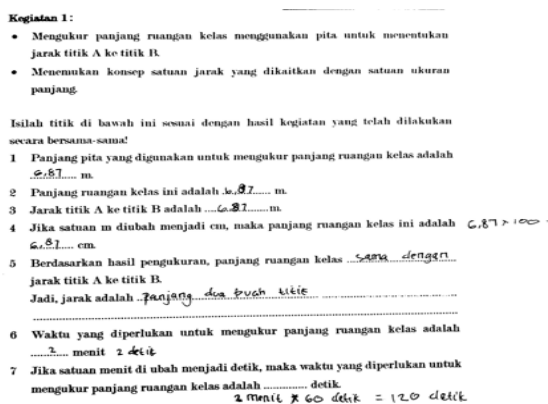 Kegiatan 1 :
• Mengukur panjang ruangan kelas menggunakan pita untuk menentukan
jarak titik A ke titik B.
• Menemukan konsep satuan jarak yang dikaitkan dengan satuan ukuran
panjang.
Isilah titik di bawah ini sesuai dengan hasil kegiatan yang telah dilakukan
secara bersama-sama!
1 Panjang pita yang digunakan untuk mengukur panjang ruangan kelas adalah
6,87 m.
2 Panjang ruangan kelas ini adalah 6,87 m.
3 Jarak titik A ke titik B adalah 6,87 m.
4 Jika satuan m diubah menjadi cm, maka panjang ruangan kelas ini adalah 6,87 × 100
6,87 cm.
5 Berdasarkan hasil pengukuran, panjang ruangan kelas sama dengan
jarak titik A ke titik B.
Jadi, jarak adalah Panjang dua buah titik
6 Waktu yang diperlukan untuk mengukur panjang ruangan kelas adalah
2 menit 2 detik
7 Jika satuan menit di ubah menjadi detik, maka waktu yang diperlukan untuk
mengukur panjang ruangan kelas adalah ............... detik.
2 menit × 60 detik = 120 detik